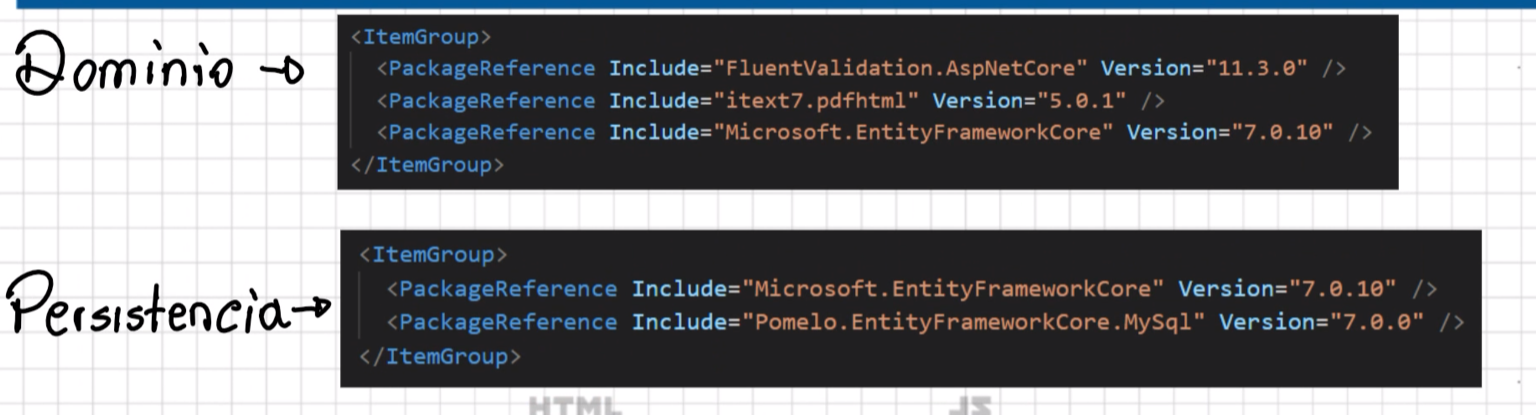 Dominio →
<ItemGroup>
<PackageReference Include="FluentValidation.AspNetCore" Version="11.3.0" />
<PackageReference Include="itext7.pdfhtml" Version="5.0.1" />
<PackageReference Include="Microsoft.EntityFrameworkCore" Version="7.0.10" />
</ItemGroup>
Persistencia →
<ItemGroup>
<PackageReference Include="Microsoft.EntityFrameworkCore" Version="7.0.10" />
<PackageReference Include="Pomelo.EntityFrameworkCore.MySql" Version="7.0.0" />
</ItemGroup>
HTML JS